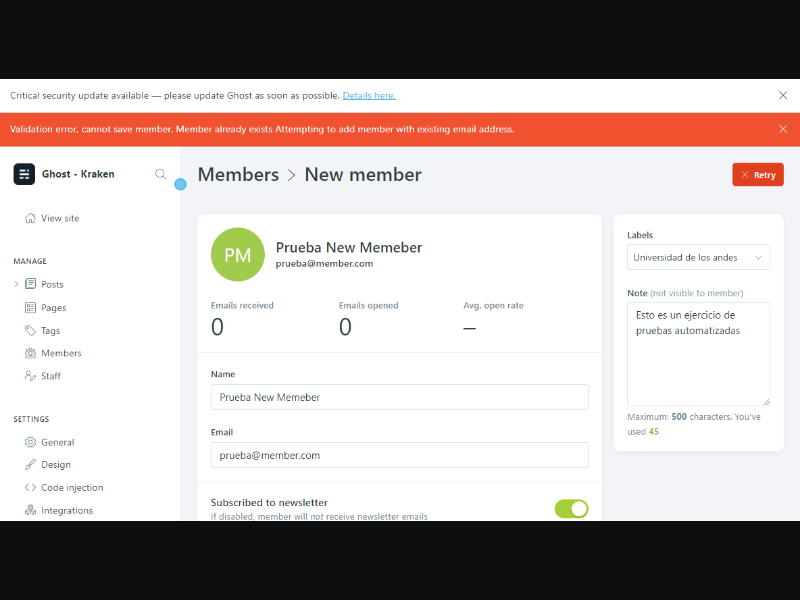 Critical security update available — please update Ghost as soon as possible. Details here.
Validation error, cannot save member. Member already exists Attempting to add member with existing email address.
Ghost - Kraken
View site
MANAGE
Posts
Pages
Tags
Members
Staff
SETTINGS
General
Design
Code injection
Integrations
Members > New member
Retry
PM
Prueba New Memeber
prueba@member.com
Emails received
0
Emails opened
0
Avg. open rate
–
Name
Prueba New Memeber
Email
prueba@member.com
Subscribed to newsletter
If disabled, member will not receive newsletter emails
Labels
Universidad de los andes
Note (not visible to member)
Esto es un ejercicio de
pruebas automatizadas
Maximum: 500 characters. You've
used 45